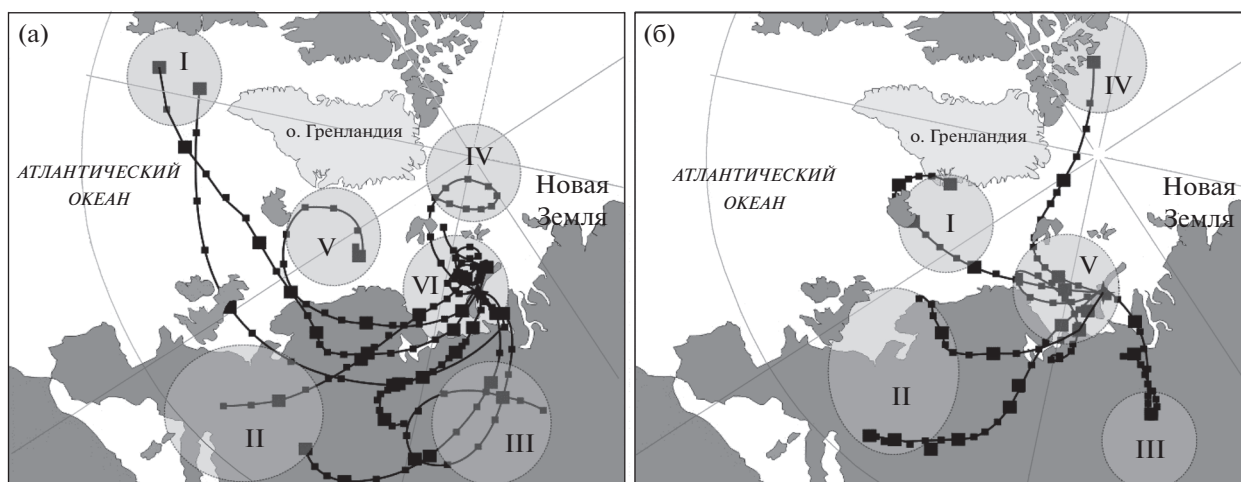 (а)
I
о. Гренландия
АТЛАНТИЧЕСКИЙ
ОКЕАН
IV
Новая
Земля
V
VI
II
III
(б)
IV
о. Гренландия
АТЛАНТИЧЕСКИЙ
ОКЕАН
Новая
Земля
I
V
II
III